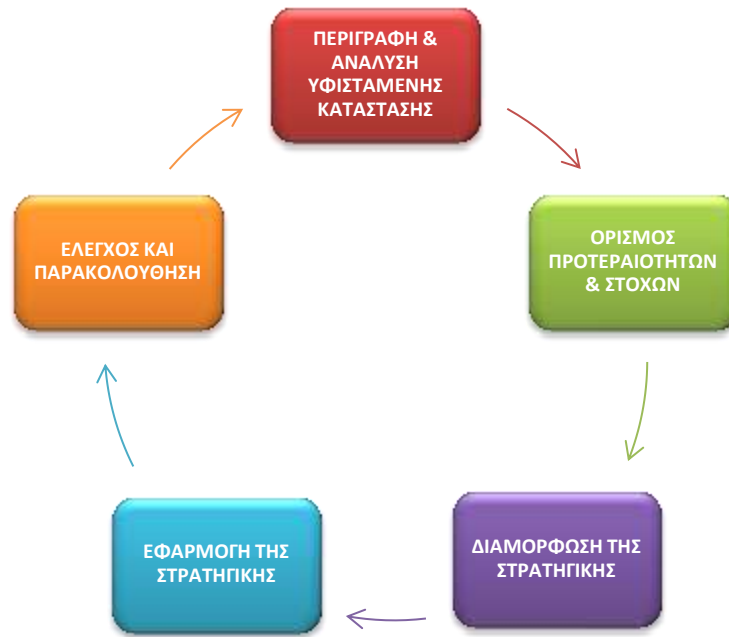 ΠΕΡΙΓΡΑΦΗ &
ΑΝΑΛΥΣΗ
ΥΦΙΣΤΑΜΕΝΗΣ
ΚΑΤΑΣΤΑΣΗΣ
ΟΡΙΣΜΟΣ
ΠΡΟΤΕΡΑΙΟΤΗΤΩΝ
& ΣΤΟΧΩΝ
ΔΙΑΜΟΡΦΩΣΗ ΤΗΣ
ΣΤΡΑΤΗΓΙΚΗΣ
ΕΦΑΡΜΟΓΗ ΤΗΣ
ΣΤΡΑΤΗΓΙΚΗΣ
ΕΛΕΓΧΟΣ ΚΑΙ
ΠΑΡΑΚΟΛΟΥΘΗΣΗ